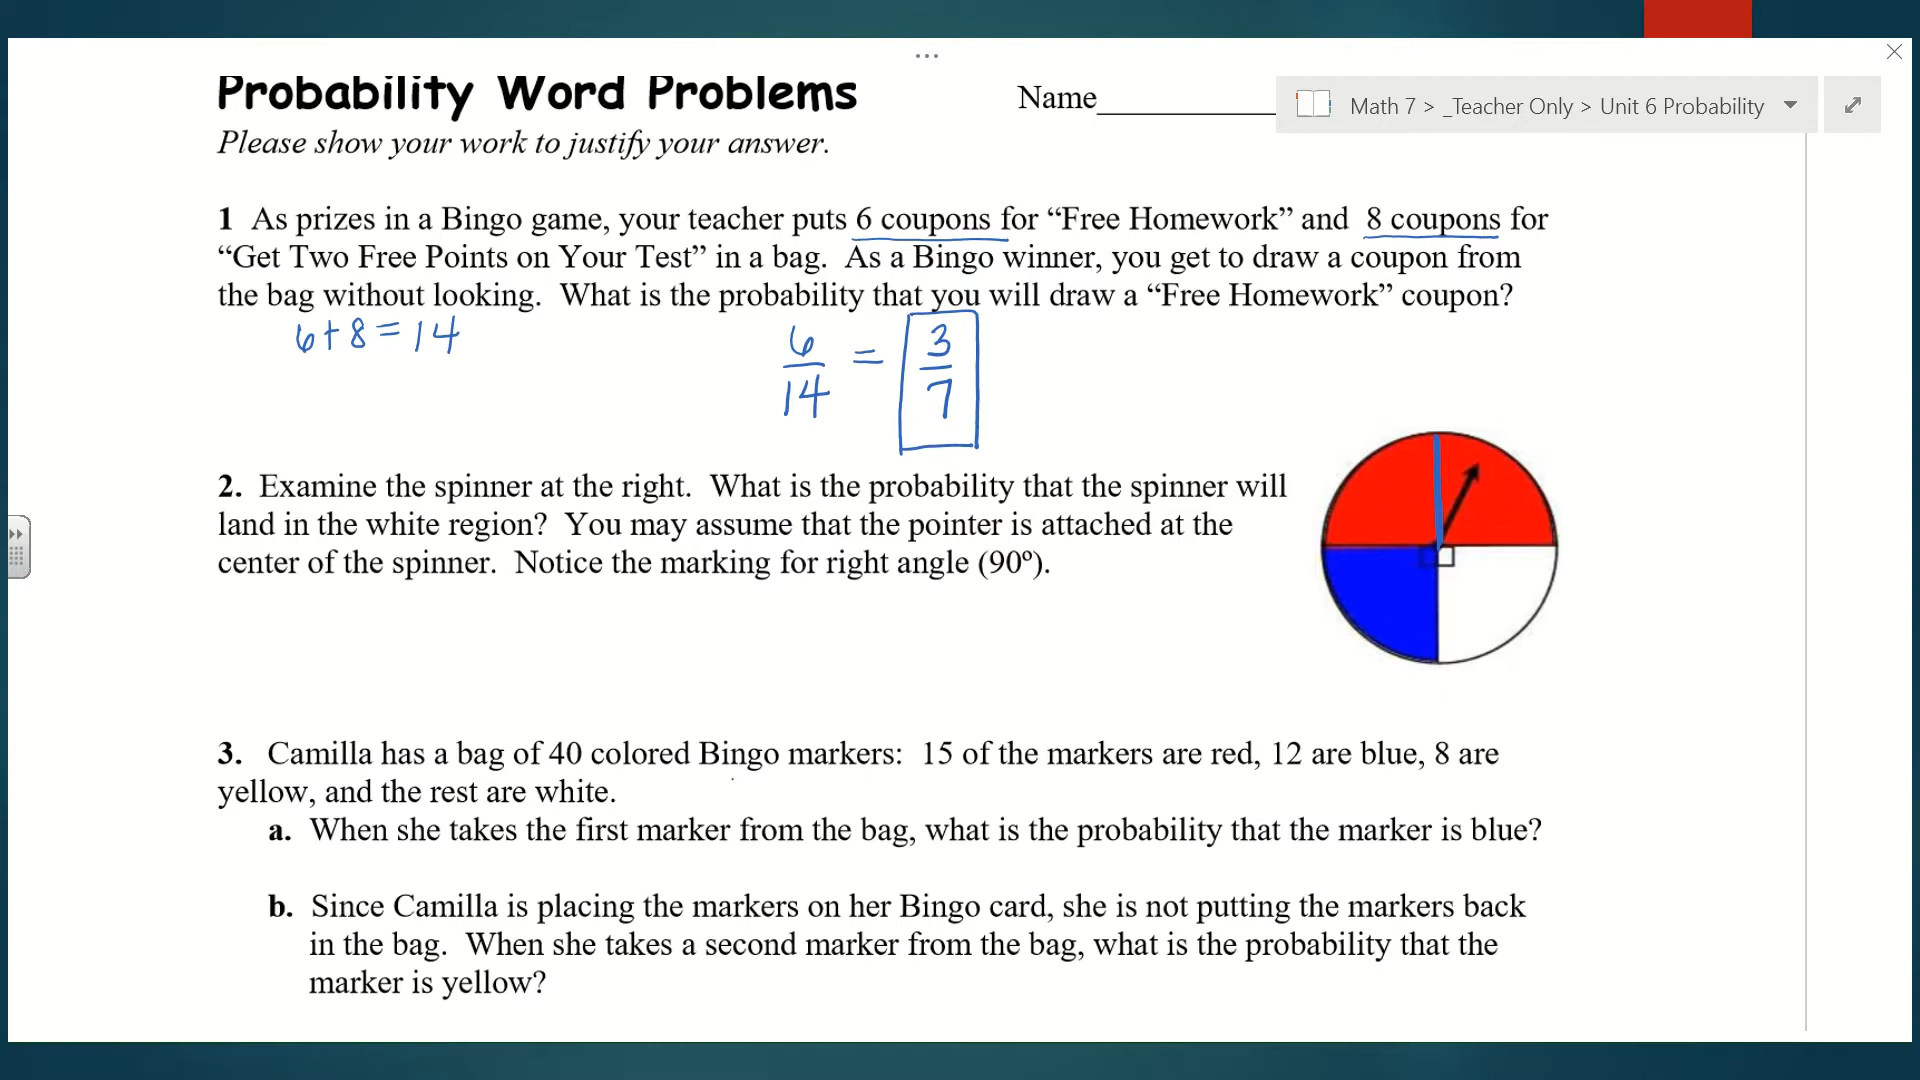 Probability Word Problems Name____________ Math 7 > _Teacher Only > Unit 6 Probability
Please show your work to justify your answer.
1 As prizes in a Bingo game, your teacher puts 6 coupons for “Free Homework” and 8 coupons for
“Get Two Free Points on Your Test” in a bag. As a Bingo winner, you get to draw a coupon from
the bag without looking. What is the probability that you will draw a “Free Homework” coupon?
6+8=14
6/14 = 3/7
2. Examine the spinner at the right. What is the probability that the spinner will
land in the white region? You may assume that the pointer is attached at the
center of the spinner. Notice the marking for right angle (90º).
3. Camilla has a bag of 40 colored Bingo markers: 15 of the markers are red, 12 are blue, 8 are
yellow, and the rest are white.
a. When she takes the first marker from the bag, what is the probability that the marker is blue?
b. Since Camilla is placing the markers on her Bingo card, she is not putting the markers back
in the bag. When she takes a second marker from the bag, what is the probability that the
marker is yellow?